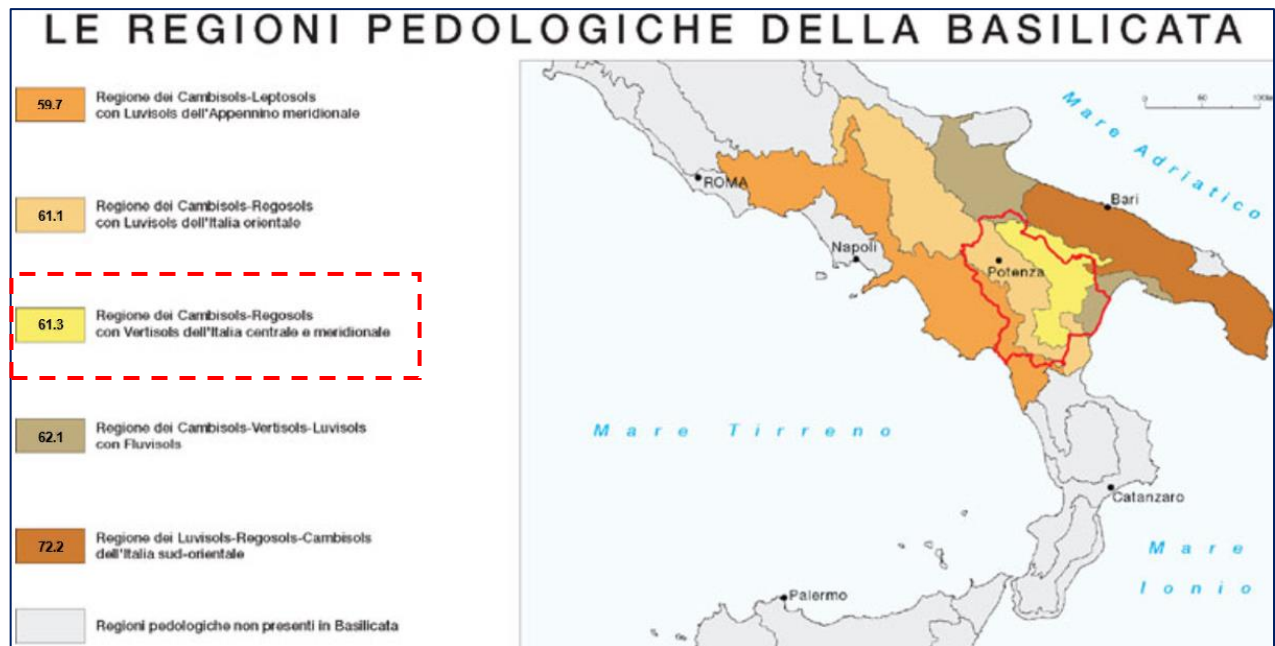 LE REGIONI PEDOLOGICHE DELLA BASILICATA
59.7
Regione dei Cambisols-Leptosols
con Luvisols dell'Appennino meridionale
61.1
Regione dei Cambisols-Regosols
con Luvisols dell'Italia orientale
61.3
Regione dei Cambisols-Regosols
con Vertisols dell'Italia centrale e meridionale
62.1
Regione dei Cambisols-Vertisols-Luvisols
con Fluvisols
72.2
Regione dei Luvisols-Regosols-Cambisols
dell'Italia sud-orientale
Regioni pedologiche non presenti in Basilicata
Mare Adriatico
0
ROMA
Bari
Napoli
Potenza
Mare Tirreno
Catanzaro
Mare
Ionio
Palermo